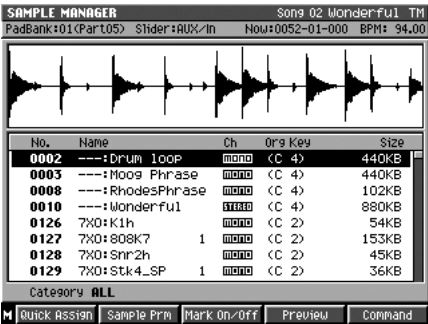 SAMPLE MANAGER Song 02 Wonderful TM
PadBank:01(Part05) Slider:AUX/In Now:0052-01-000 BPM: 94.00
No. Name Ch Org Key Size
0002 ---:Drum loop mono (C 4) 440KB
0003 ---:Moog Phrase mono (C 4) 440KB
0008 ---:RhodesPhrase mono (C 4) 102KB
0010 ---:Wonderful STEREO (C 4) 880KB
0126 7X0:K1h mono (C 2) 54KB
0127 7X0:808K7 1 mono (C 2) 153KB
0128 7X0:Snr2h mono (C 2) 45KB
0129 7X0:Stk4_SP 1 mono (C 2) 36KB
Category ALL
M Quick Assign Sample Prm Mark On/Off Preview Command